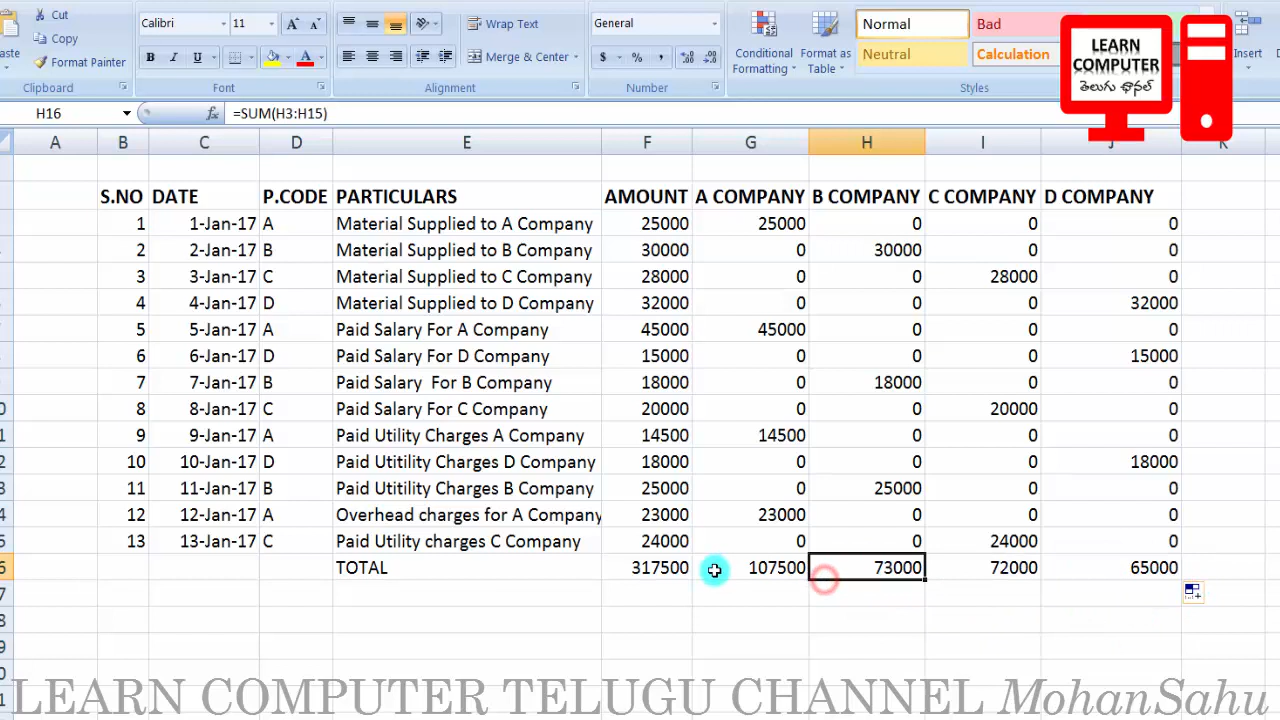 Cut
Copy
Format Painter
Clipboard
Calibri 11
B I U
Font
Wrap Text
Merge & Center
Alignment
General
$ % ,
Number
Conditional Formatting
Format as Table
Normal
Bad
Neutral
Calculation
Styles
Insert
LEARN
COMPUTER
తెలుగు ఛానల్
H16 fx =SUM(H3:H15)
A B C D E F G H I J K
S.NO DATE P.CODE PARTICULARS AMOUNT A COMPANY B COMPANY C COMPANY D COMPANY
1 1-Jan-17 A Material Supplied to A Company 25000 25000 0 0 0
2 2-Jan-17 B Material Supplied to B Company 30000 0 30000 0 0
3 3-Jan-17 C Material Supplied to C Company 28000 0 0 28000 0
4 4-Jan-17 D Material Supplied to D Company 32000 0 0 0 32000
5 5-Jan-17 A Paid Salary For A Company 45000 45000 0 0 0
6 6-Jan-17 D Paid Salary For D Company 15000 0 0 0 15000
7 7-Jan-17 B Paid Salary For B Company 18000 0 18000 0 0
8 8-Jan-17 C Paid Salary For C Company 20000 0 0 20000 0
9 9-Jan-17 A Paid Utility Charges A Company 14500 14500 0 0 0
10 10-Jan-17 D Paid Utitility Charges D Company 18000 0 0 0 18000
11 11-Jan-17 B Paid Utitility Charges B Company 25000 0 25000 0 0
12 12-Jan-17 A Overhead charges for A Company 23000 23000 0 0 0
13 13-Jan-17 C Paid Utility charges C Company 24000 0 0 24000 0
TOTAL 317500 107500 73000 72000 65000
LEARN COMPUTER TELUGU CHANNEL MohanSahu